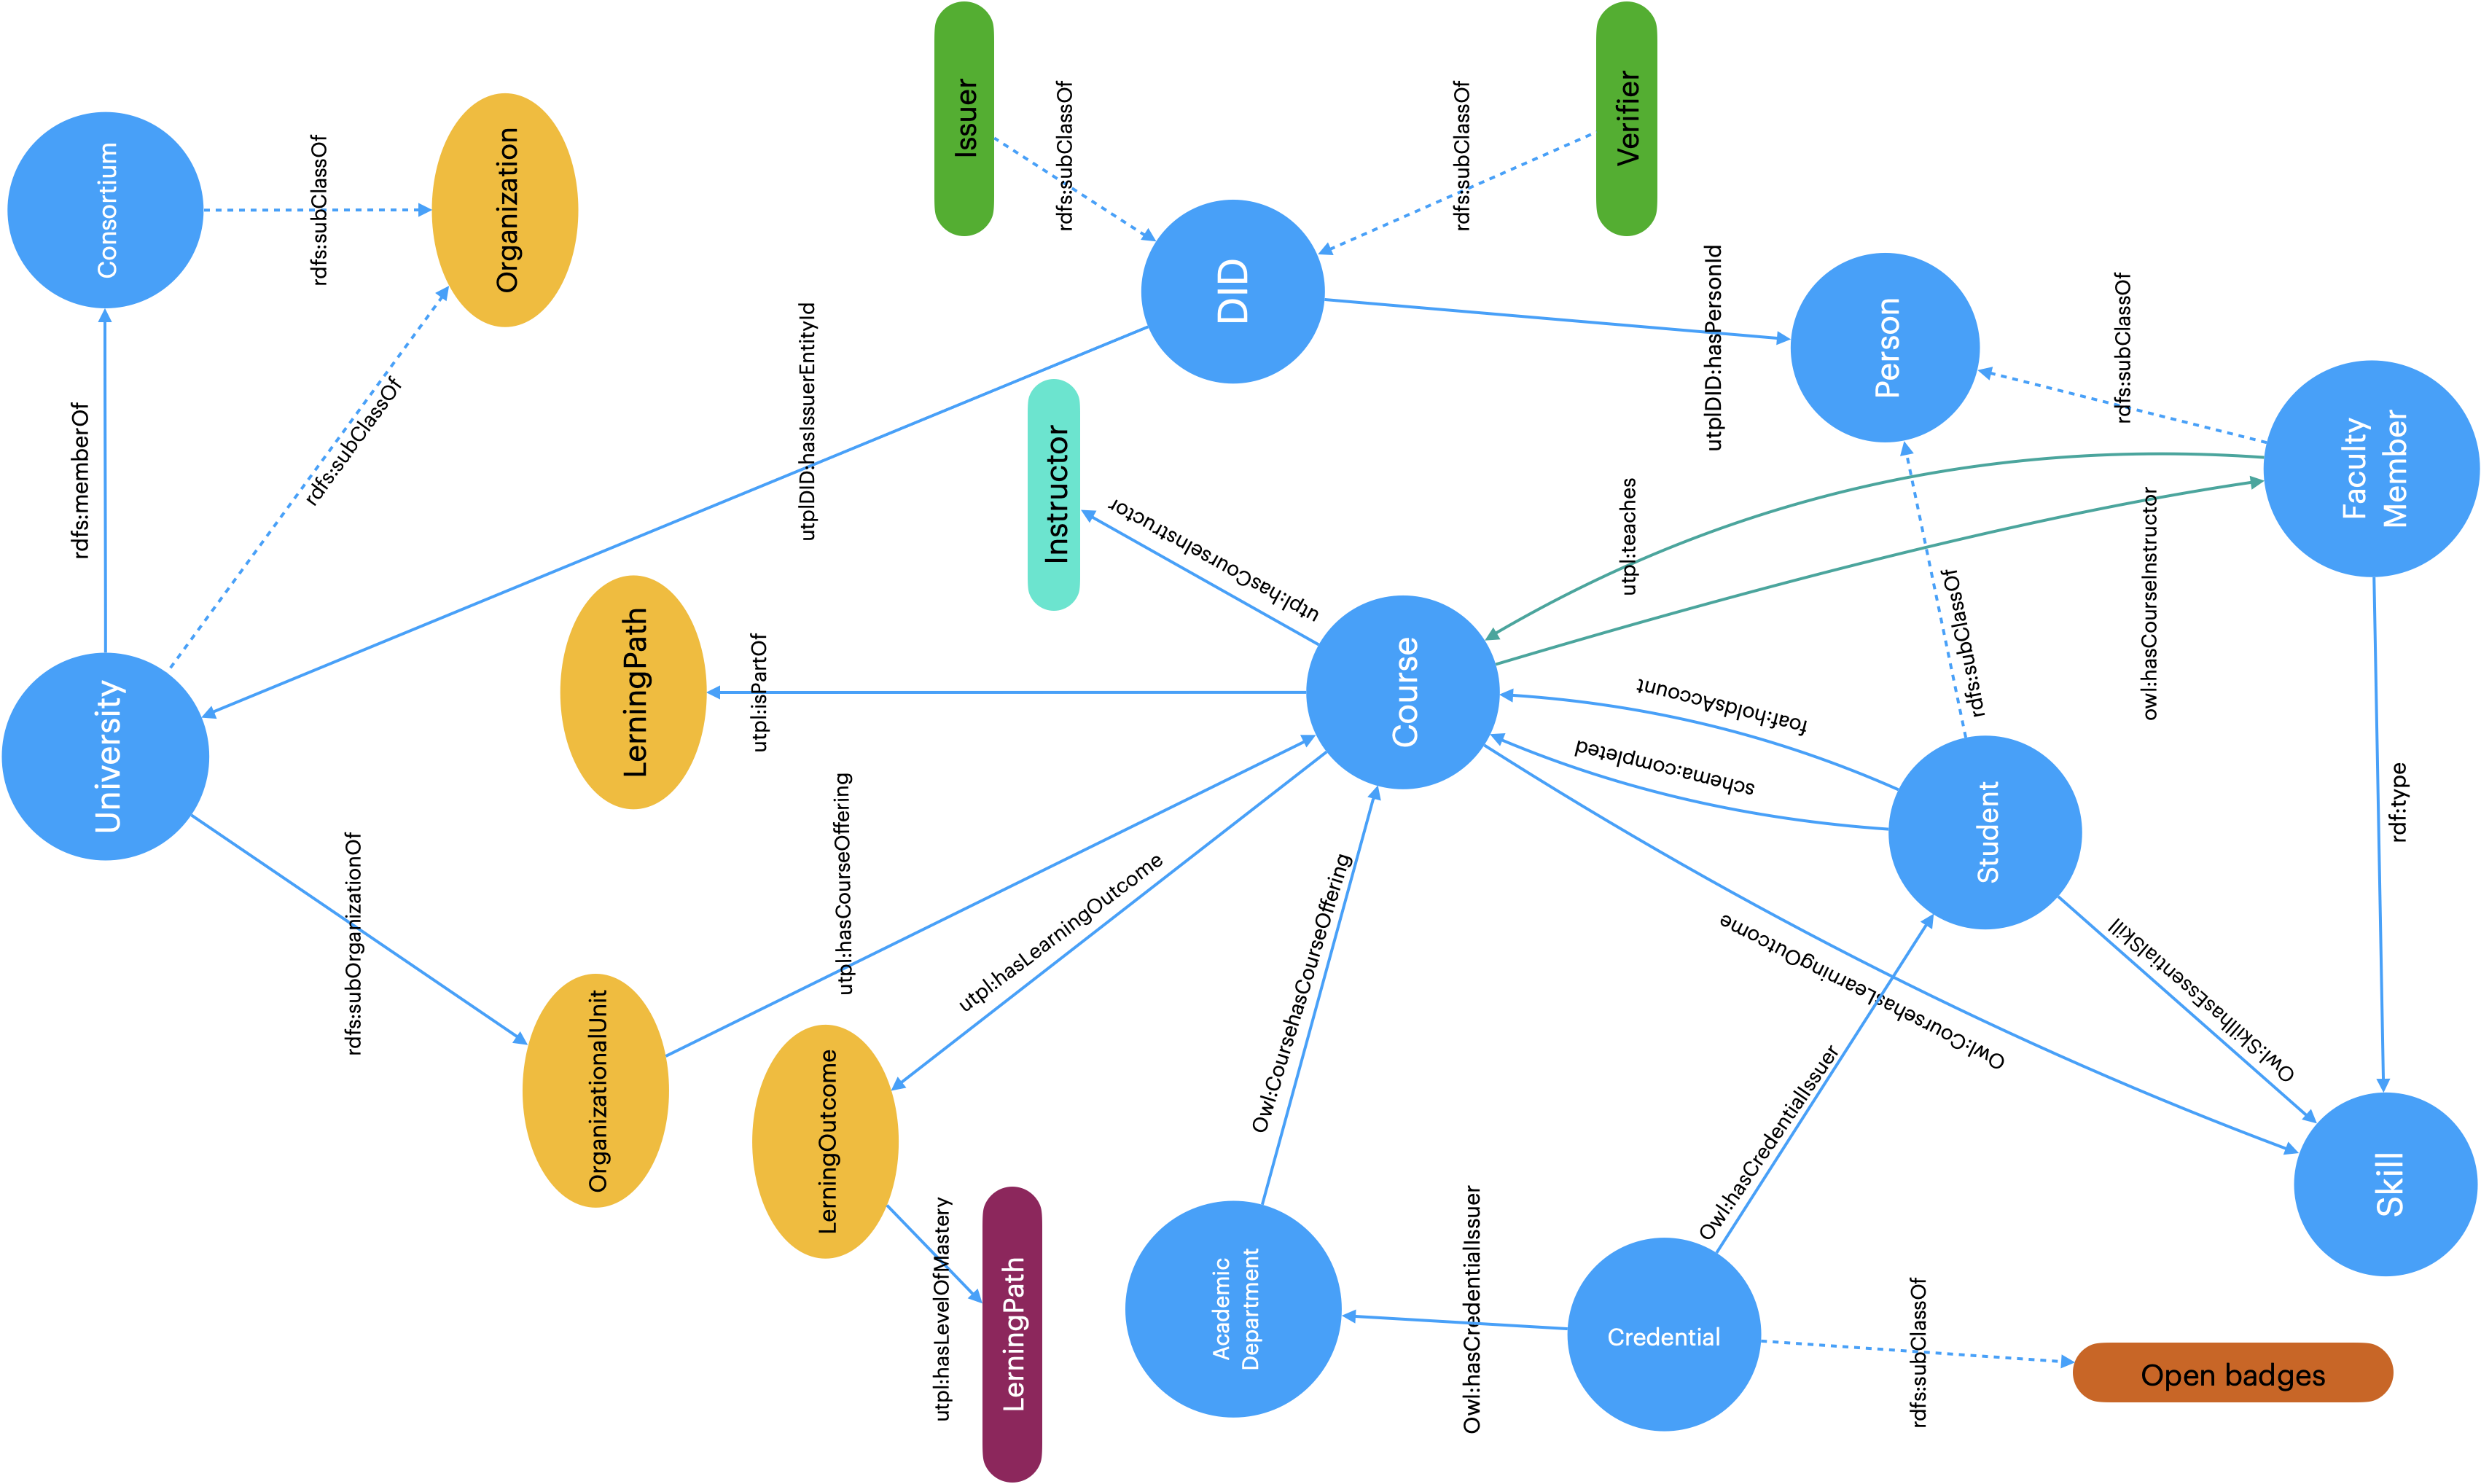 Issuer
Verifier
rdfs:subClassOf
rdfs:subClassOf
Consortium
rdfs:subClassOf
Organization
DID
utplDID:hasPersonId
Person
rdfs:subClassOf
Faculty
Member
rdfs:memberOf
rdfs:subClassOf
utplDID:hasIssuerEntityId
Instructor
utpl:hasCourseInstructor
utpl:teaches
owl:hasCourseInstructor
rdfs:subClassOf
University
LerningPath
utpl:isPartOf
Course
foaf:holdsAccount
schema:completed
Student
rdf:type
rdfs:subOrganizationOf
utpl:hasCourseOffering
utpl:hasLearningOutcome
Owl:CoursehasCourseOffering
Owl:CoursehasLearningOutcome
Owl:SkillhasEssentialSkill
OrganizationalUnit
LerningOutcome
Owl:hasCredentialIssuer
Skill
utpl:hasLevelOfMastery
LerningPath
Academic
Department
Owl:hasCredentialIssuer
Credential
rdfs:subClassOf
Open badges